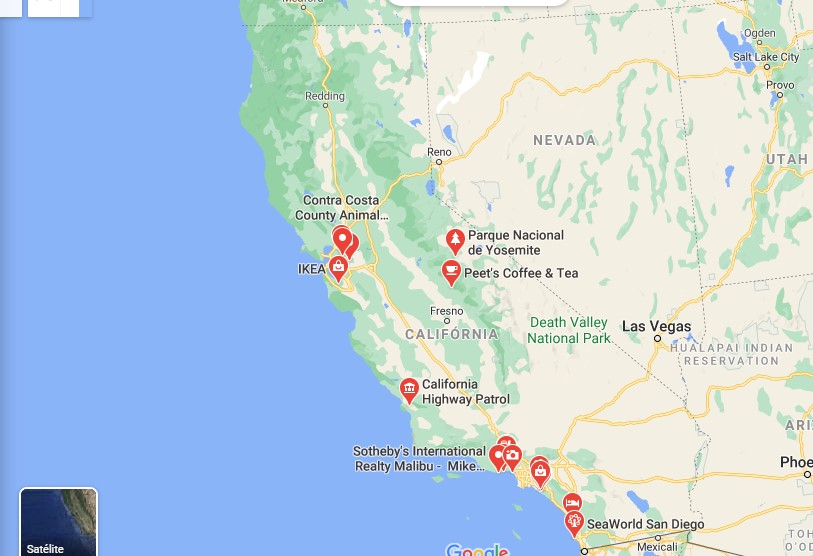 Medford
Ogden
Salt Lake City
Provo
Redding
NEVADA
Reno
UTAH
Contra Costa
County Animal...
Parque Nacional
de Yosemite
IKEA
Peet's Coffee & Tea
Fresno
CALIFÓRNIA
Death Valley
National Park
Las Vegas
HUALAPAI INDIAN
RESERVATION
California
Highway Patrol
ARI
Sotheby's International
Realty Malibu - Mike...
Phoe
SeaWorld San Diego
TOH
O'OD
Mexicali
Satélite
Google